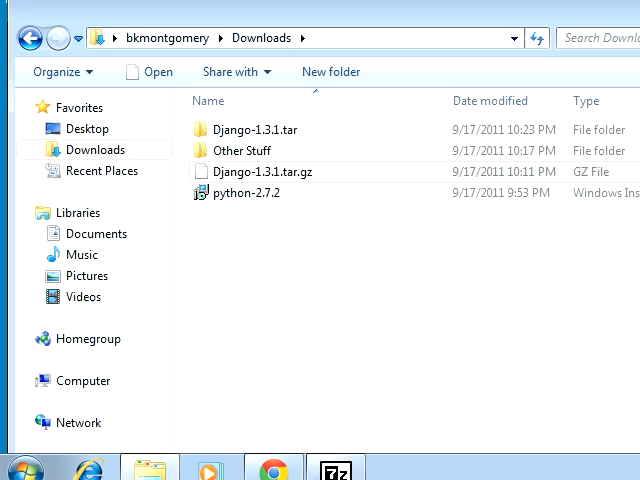 bkmontgomery Downloads Search Downlo
Organize Open Share with New folder
Name Date modified Type
Favorites
Desktop
Downloads
Recent Places
Libraries
Documents
Music
Pictures
Videos
Homegroup
Computer
Network
Django-1.3.1.tar 9/17/2011 10:23 PM File folder
Other Stuff 9/17/2011 10:17 PM File folder
Django-1.3.1.tar.gz 9/17/2011 10:11 PM GZ File
python-2.7.2 9/17/2011 9:53 PM Windows Ins
7z